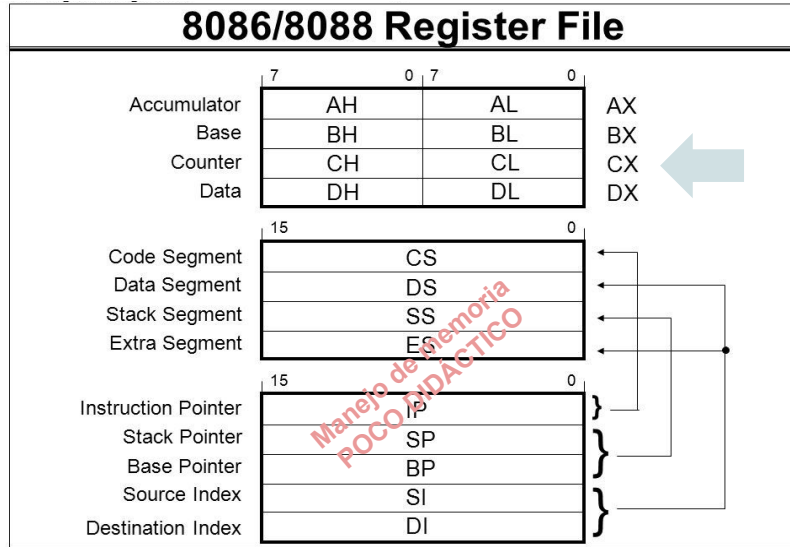 8086/8088 Register File
7 0 7 0
Accumulator AH AL AX
Base BH BL BX
Counter CH CL CX
Data DH DL DX
15 0
Code Segment CS
Data Segment DS
Stack Segment SS
Extra Segment ES
15 0
Instruction Pointer IP
Stack Pointer SP
Base Pointer BP
Source Index SI
Destination Index DI
Manejo de memoria
POCO DIDÁCTICO